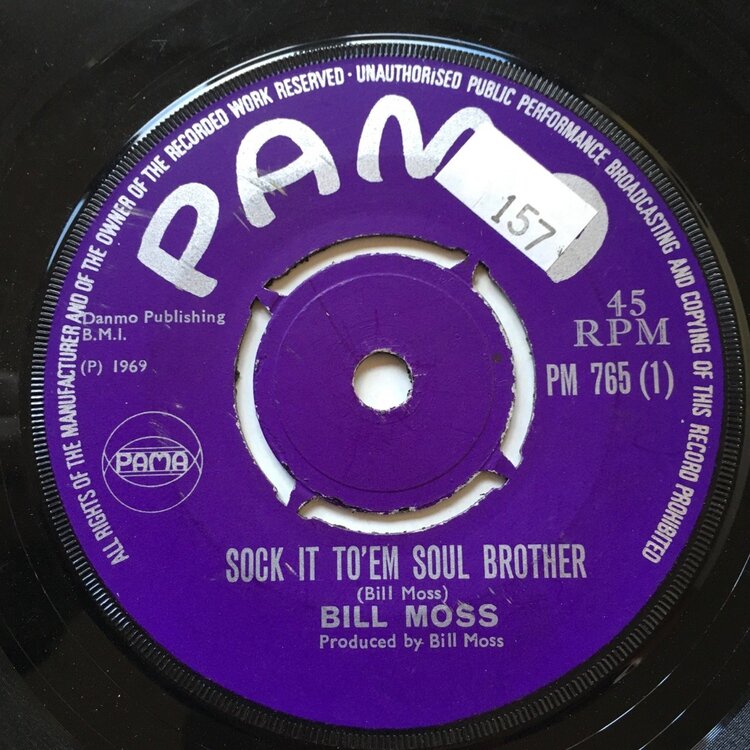 ALL RIGHTS OF THE MANUFACTURER AND OF THE OWNER OF THE RECORDED WORK RESERVED · UNAUTHORISED PUBLIC PERFORMANCE BROADCASTING AND COPYING OF THIS RECORD PROHIBITED
PAM
157
Danmo Publishing
B.M.I.
(P) 1969
45
RPM
PM 765 (1)
PAMA
SOCK IT TO'EM SOUL BROTHER
(Bill Moss)
BILL MOSS
Produced by Bill Moss